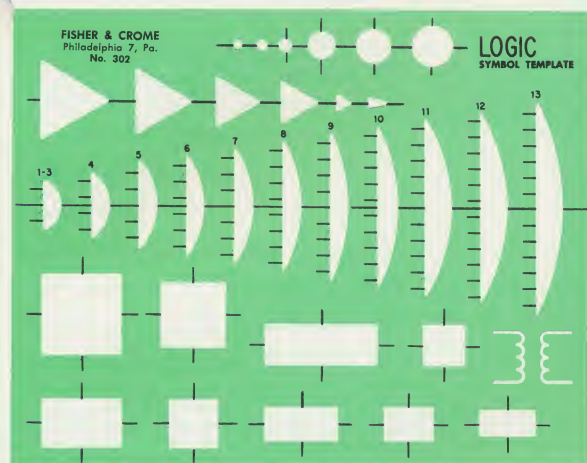 FISHER & CROME
Philadelphia 7, Pa.
No. 302
LOGIC
SYMBOL TEMPLATE
1-3 4 5 6 7 8 9 10 11 12 13